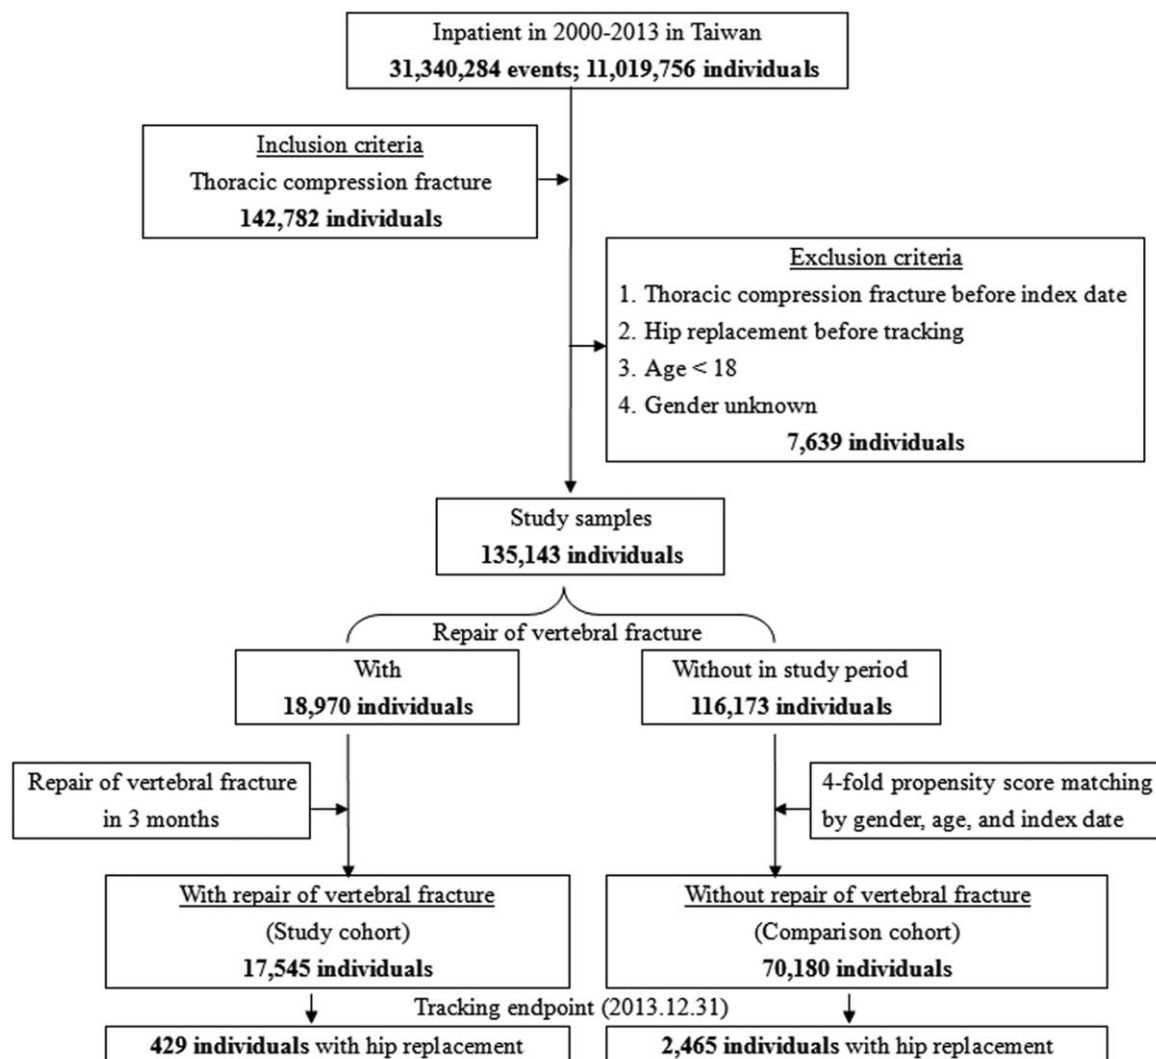 Inpatient in 2000-2013 in Taiwan
31,340,284 events; 11,019,756 individuals
Inclusion criteria
Thoracic compression fracture
142,782 individuals
Exclusion criteria
1. Thoracic compression fracture before index date
2. Hip replacement before tracking
3. Age < 18
4. Gender unknown
7,639 individuals
Study samples
135,143 individuals
Repair of vertebral fracture
With
18,970 individuals
Without in study period
116,173 individuals
Repair of vertebral fracture
in 3 months
4-fold propensity score matching
by gender, age, and index date
With repair of vertebral fracture
(Study cohort)
17,545 individuals
Without repair of vertebral fracture
(Comparison cohort)
70,180 individuals
Tracking endpoint (2013.12.31)
429 individuals with hip replacement
2,465 individuals with hip replacement